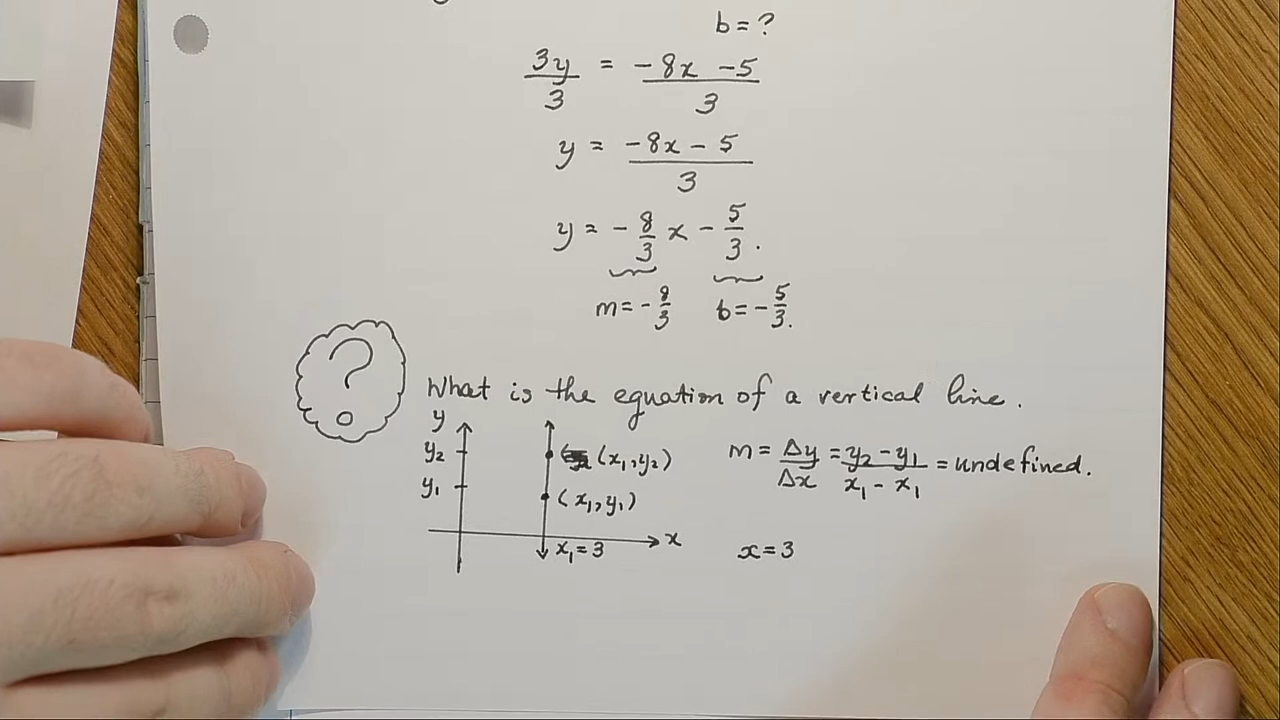 b = ?
3y/3 = -8x -5/3
y = -8x - 5/3
y = -8/3 x - 5/3.
m = -8/3 b = -5/3.
?
What is the equation of a vertical line.
y
y₂ (x₁, y₂) m = Δy/Δx = y₂ - y₁/x₁ - x₁ = undefined.
y₁ (x₁, y₁)
x
x₁ = 3 x = 3